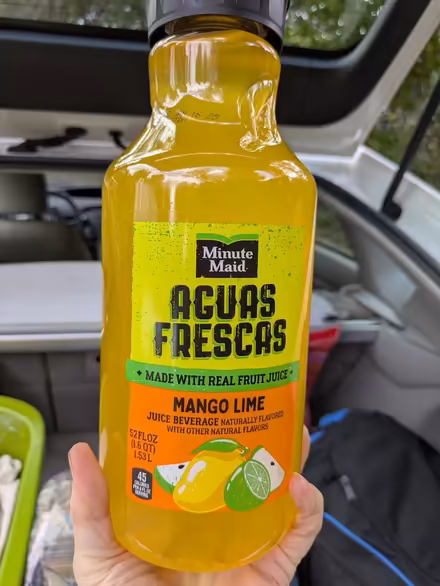 Minute
Maid
AGUAS
FRESCAS
MADE WITH REAL FRUIT JUICE
MANGO LIME
JUICE BEVERAGE NATURALLY FLAVORED
WITH OTHER NATURAL FLAVORS
52 FL OZ
(1.6 QT)
1.53 L
45
CALORIES